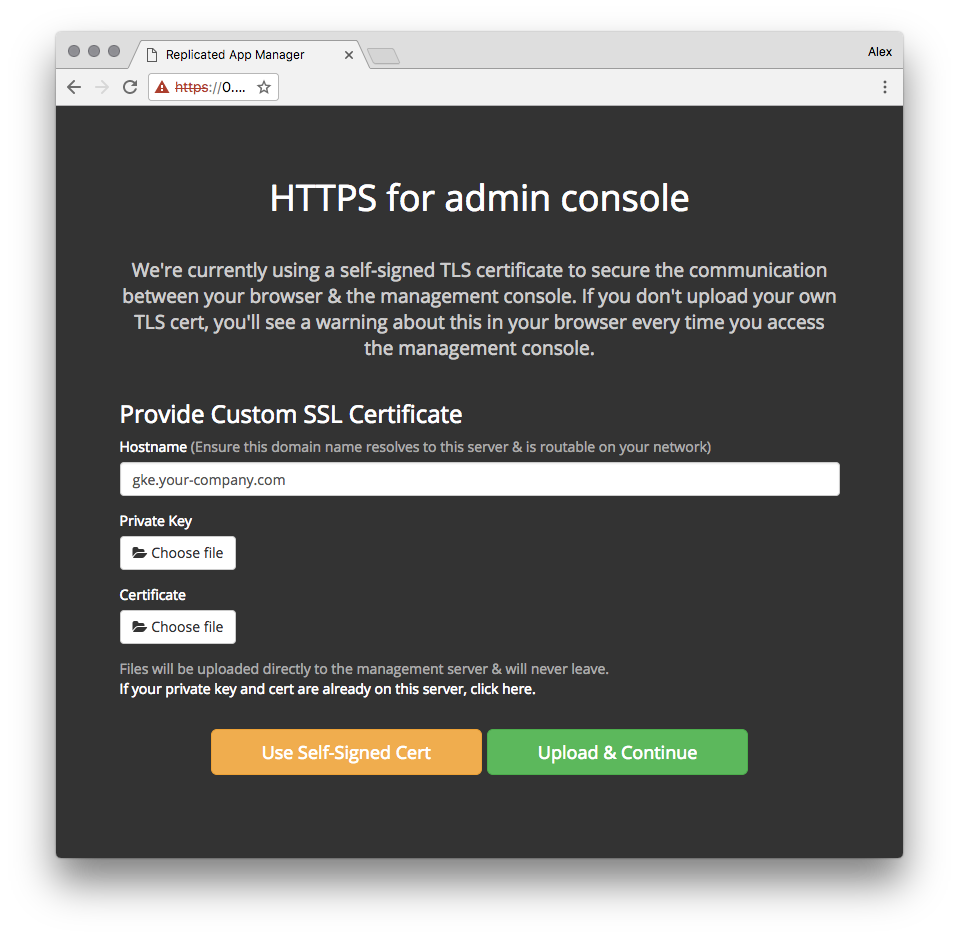 Replicated App Manager
Alex
https://0....
HTTPS for admin console
We're currently using a self-signed TLS certificate to secure the communication
between your browser & the management console. If you don't upload your own
TLS cert, you'll see a warning about this in your browser every time you access
the management console.
Provide Custom SSL Certificate
Hostname (Ensure this domain name resolves to this server & is routable on your network)
gke.your-company.com
Private Key
Choose file
Certificate
Choose file
Files will be uploaded directly to the management server & will never leave.
If your private key and cert are already on this server, click here.
Use Self-Signed Cert
Upload & Continue